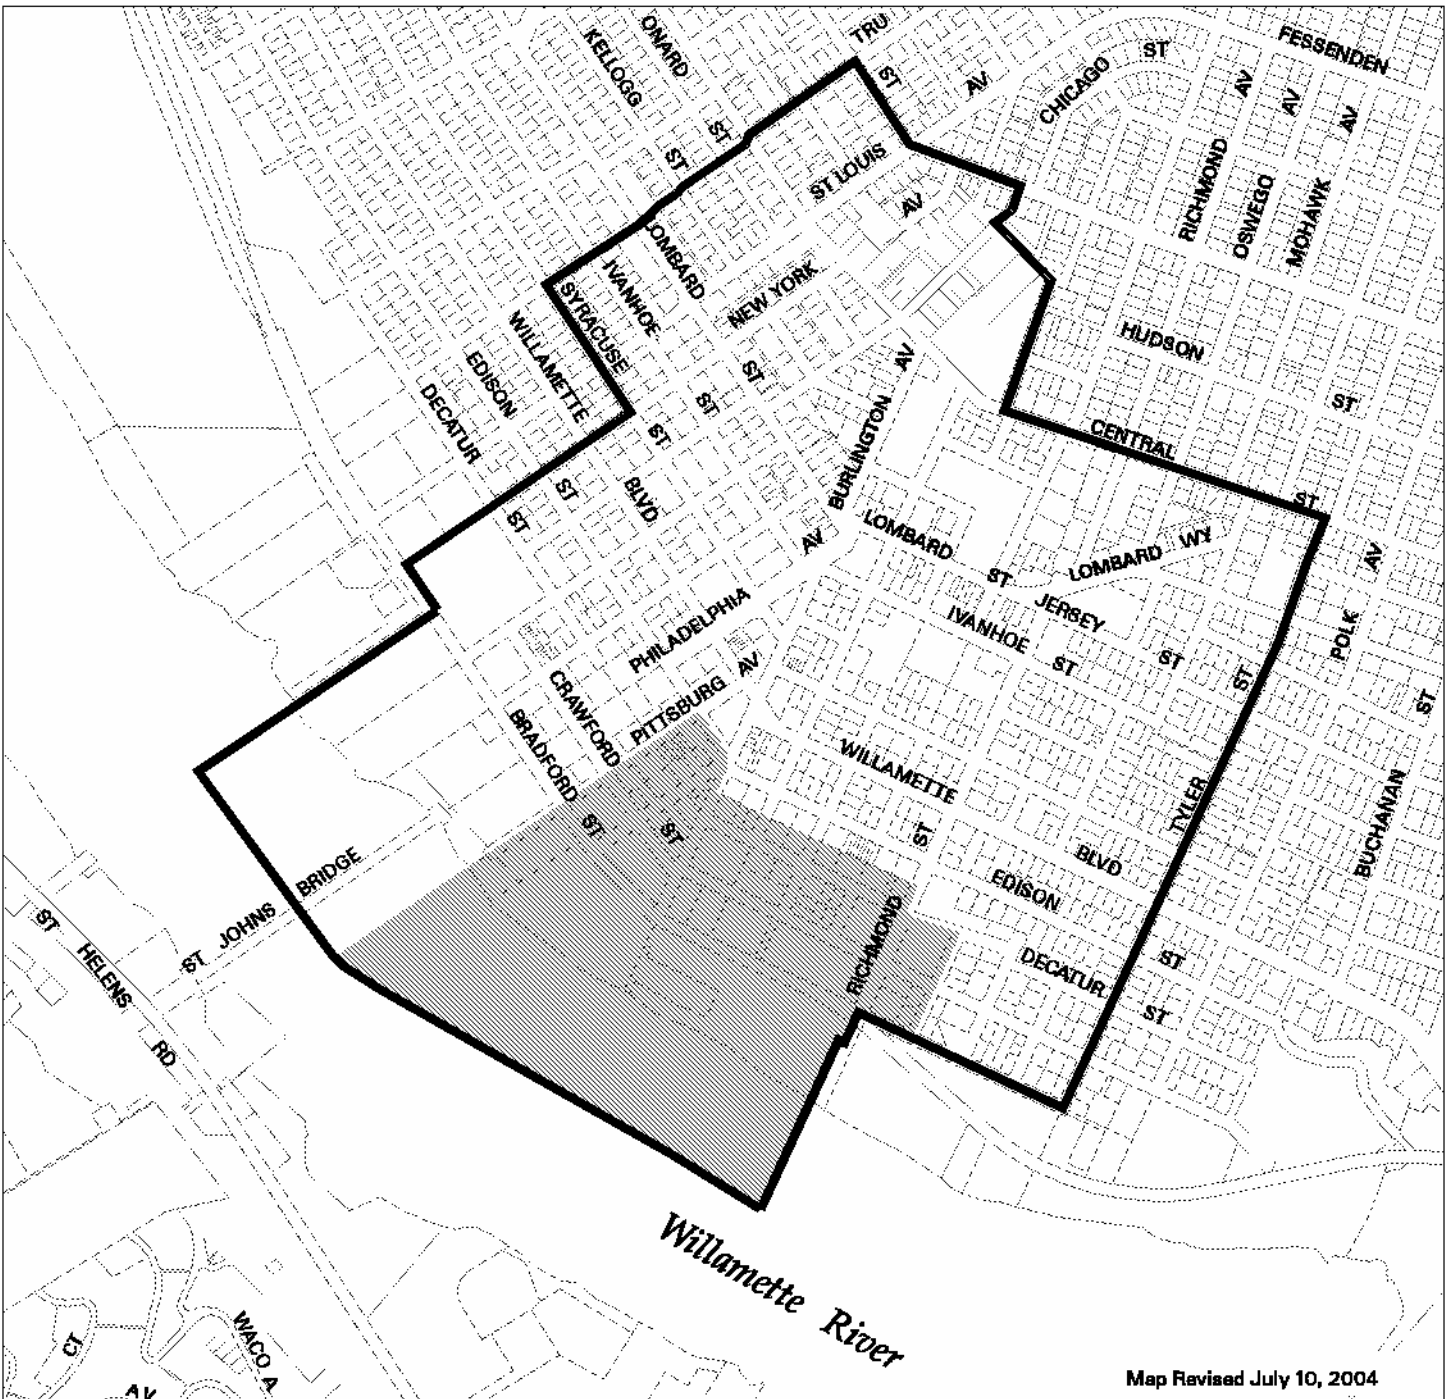 ONARD
ST
KELLOGG
ST
TRU
ST
AV
CHICAGO
ST
FESSENDEN
AV
AV
AV
RICHMOND
OSWEGO
MOHAWK
ST LOUIS
AV
LOMBARD
ST
IVANHOE
ST
SYRACUSE
ST
NEW YORK
WILLAMETTE
BLVD
EDISON
ST
DECATUR
ST
HUDSON
ST
BURLINGTON
AV
CENTRAL
ST
LOMBARD
ST
LOMBARD WY
JERSEY
ST
IVANHOE
ST
AV
POLK
ST
BUCHANAN
ST
TYLER
PHILADELPHIA
AV
PITTSBURG
AV
CRAWFORD
ST
BRADFORD
ST
WILLAMETTE
BLVD
ST
RICHMOND
EDISON
ST
DECATUR
ST
ST JOHNS BRIDGE
ST HELENS
RD
Willamette River
WACO A
CT
AV
Map Revised July 10, 2004